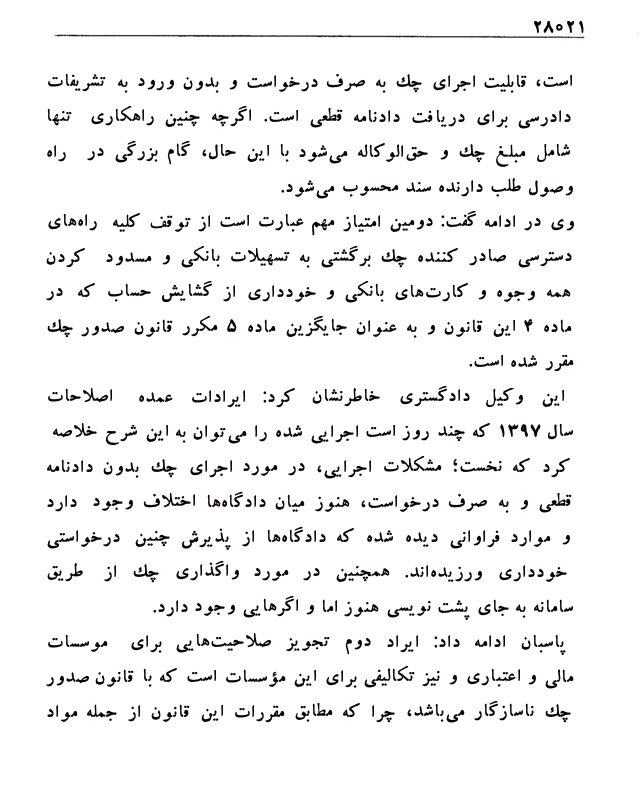 ۲۸۰۲۱
است، قابلیت اجرای چك به صرف درخواست و بدون ورود به تشریفات
دادرسی برای دریافت دادنامه قطعی است. اگرچه چنین راهکاری تنها
شامل مبلغ چك و حق‌الوکاله می‌شود با این حال، گام بزرگی در راه
وصول طلب دارنده سند محسوب می‌شود.
وی در ادامه گفت: دومین امتیاز مهم عبارت است از توقف کلیه راه‌های
دسترسی صادر کننده چك برگشتی به تسهیلات بانکی و مسدود کردن
همه وجوه و کارت‌های بانکی و خودداری از گشایش حساب که در
ماده ۴ این قانون و به عنوان جایگزین ماده ۵ مکرر قانون صدور چك
مقرر شده است.
این وکیل دادگستری خاطرنشان کرد: ایرادات عمده اصلاحات
سال ۱۳۹۷ که چند روز است اجرایی شده را می‌توان به این شرح خلاصه
کرد که نخست؛ مشکلات اجرایی، در مورد اجرای چك بدون دادنامه
قطعی و به صرف درخواست، هنوز میان دادگاه‌ها اختلاف وجود دارد
و موارد فراوانی دیده شده که دادگاه‌ها از پذیرش چنین درخواستی
خودداری ورزیده‌اند. همچنین در مورد واگذاری چك از طریق
سامانه به جای پشت نویسی هنوز اما و اگرهایی وجود دارد.
پاسبان ادامه داد: ایراد دوم تجویز صلاحیت‌هایی برای موسسات
مالی و اعتباری و نیز تکالیفی برای این مؤسسات است که با قانون صدور
چك ناسازگار می‌باشد، چرا که مطابق مقررات این قانون از جمله مواد